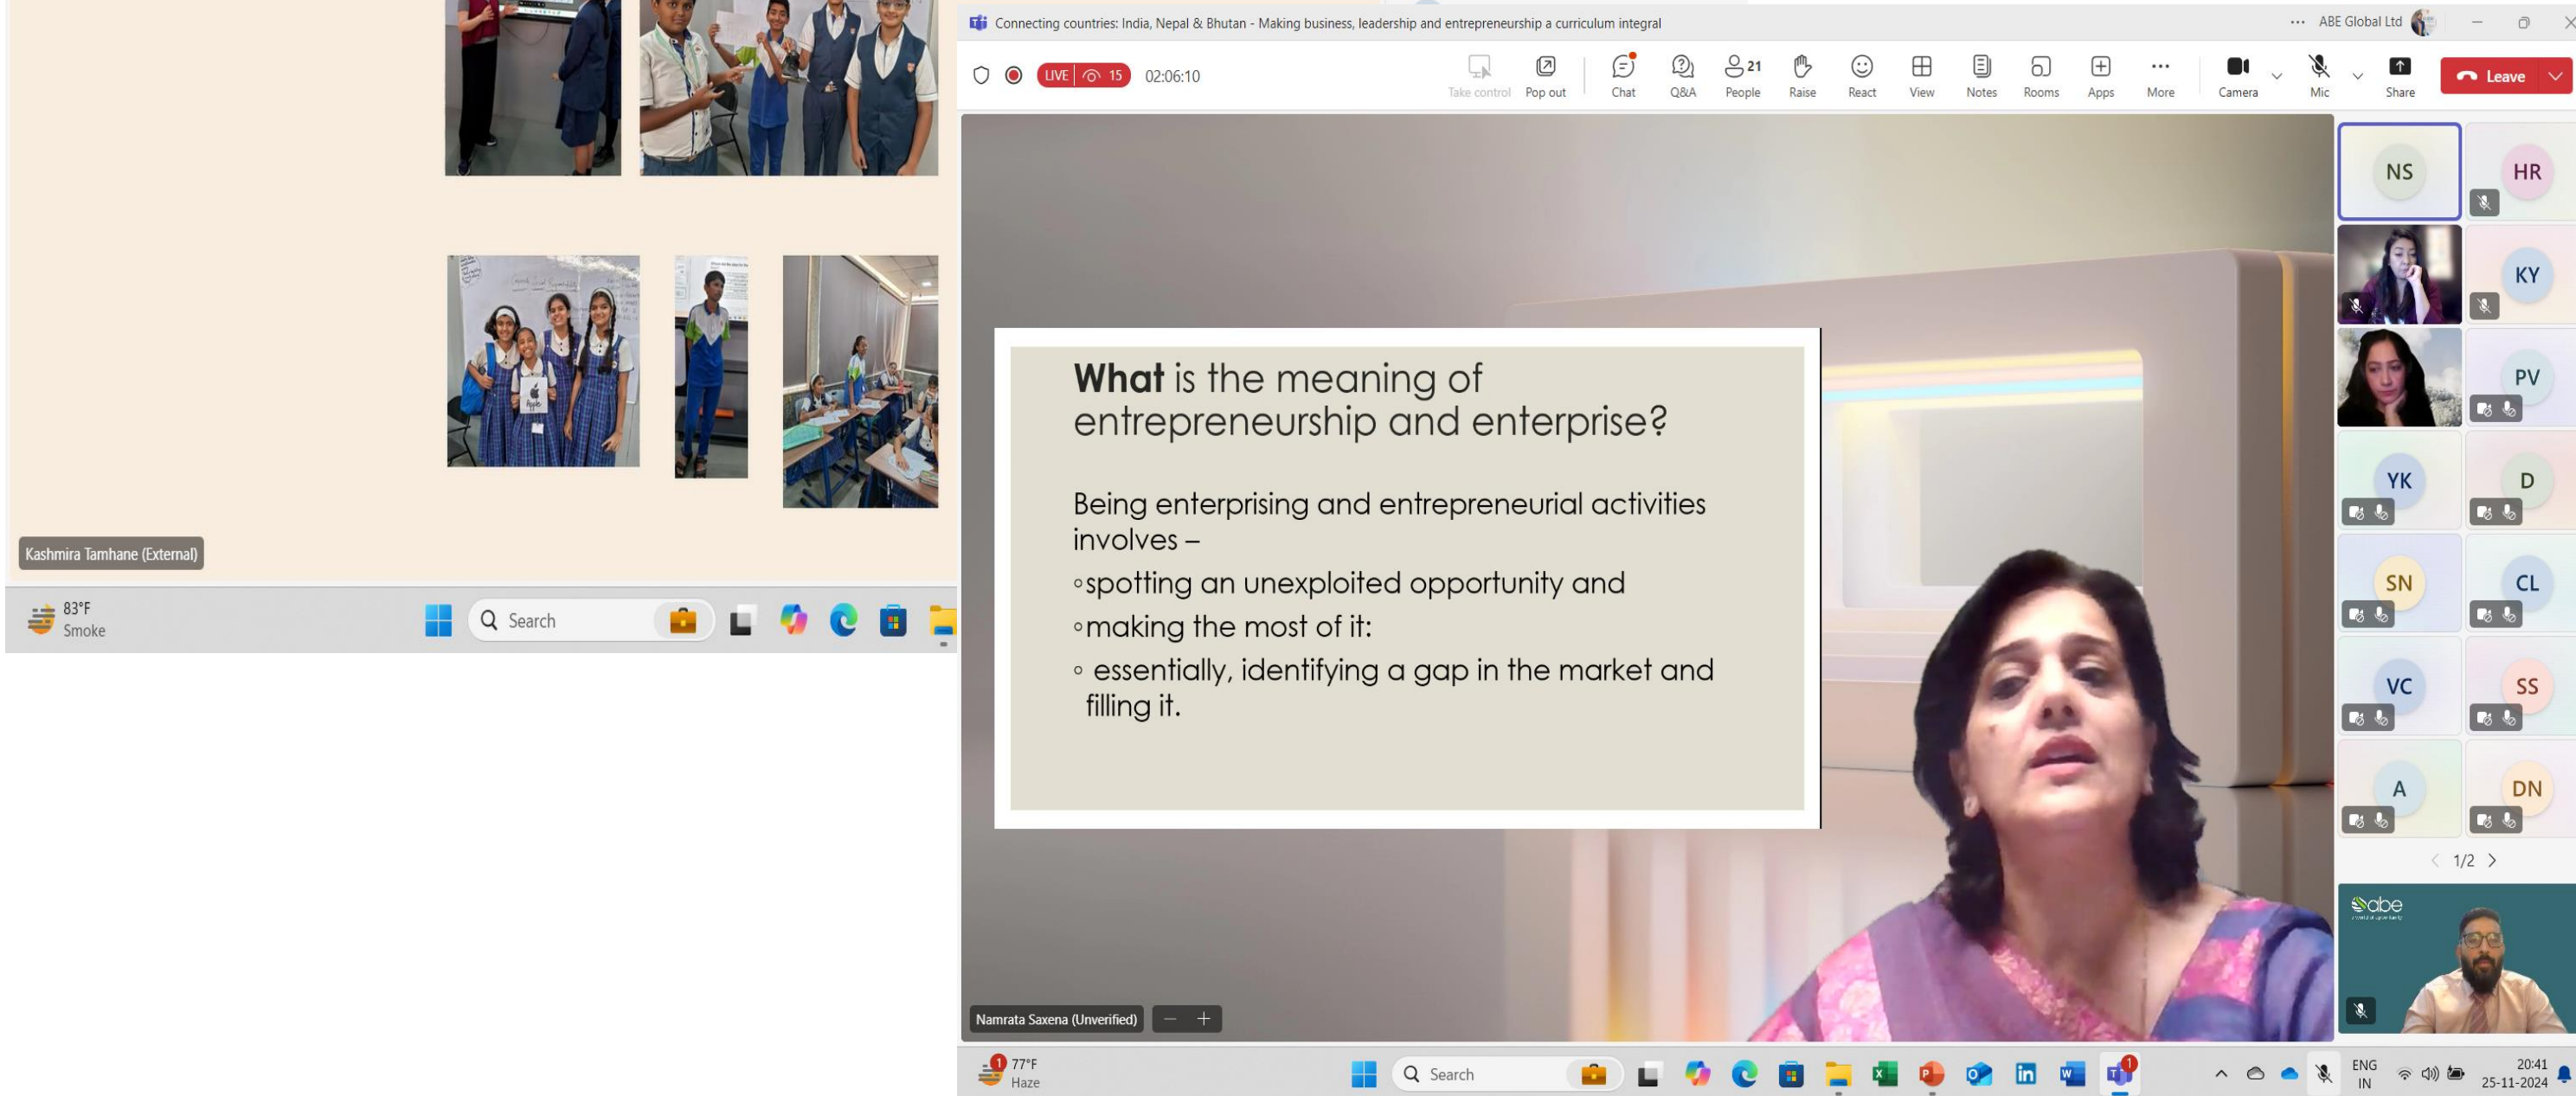 Apple
Kashmira Tamhane (External)
83°F
Smoke
Search
Connecting countries: India, Nepal & Bhutan - Making business, leadership and entrepreneurship a curriculum integral
ABE Global Ltd
LIVE 15 02:06:10
Take control Pop out Chat Q&A 21 People Raise React View Notes Rooms Apps More Camera Mic Share Leave
What is the meaning of
entrepreneurship and enterprise?
Being enterprising and entrepreneurial activities
involves –
◦spotting an unexploited opportunity and
◦making the most of it:
◦ essentially, identifying a gap in the market and
filling it.
NS HR
KY
PV
YK D
SN CL
VC SS
A DN
1/2
abe
Namrata Saxena (Unverified)
1 77°F
Haze
Search
1
ENG
IN
20:41
25-11-2024